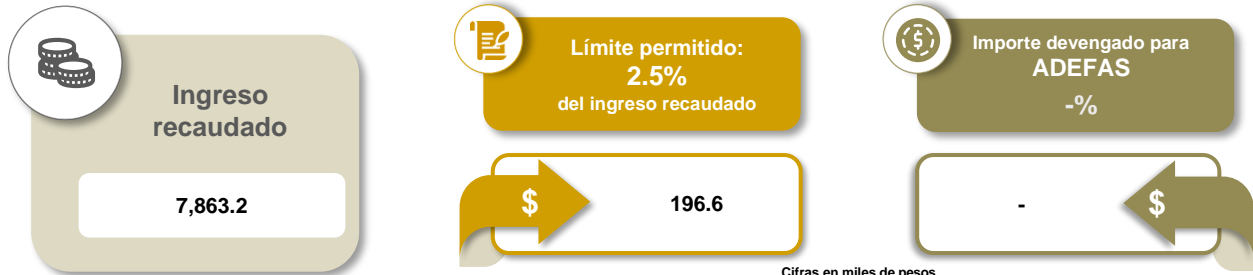 Ingreso
recaudado
7,863.2
Límite permitido:
2.5%
del ingreso recaudado
$
196.6
Importe devengado para
ADEFAS
-%
-
$
Cifras en miles de pesos